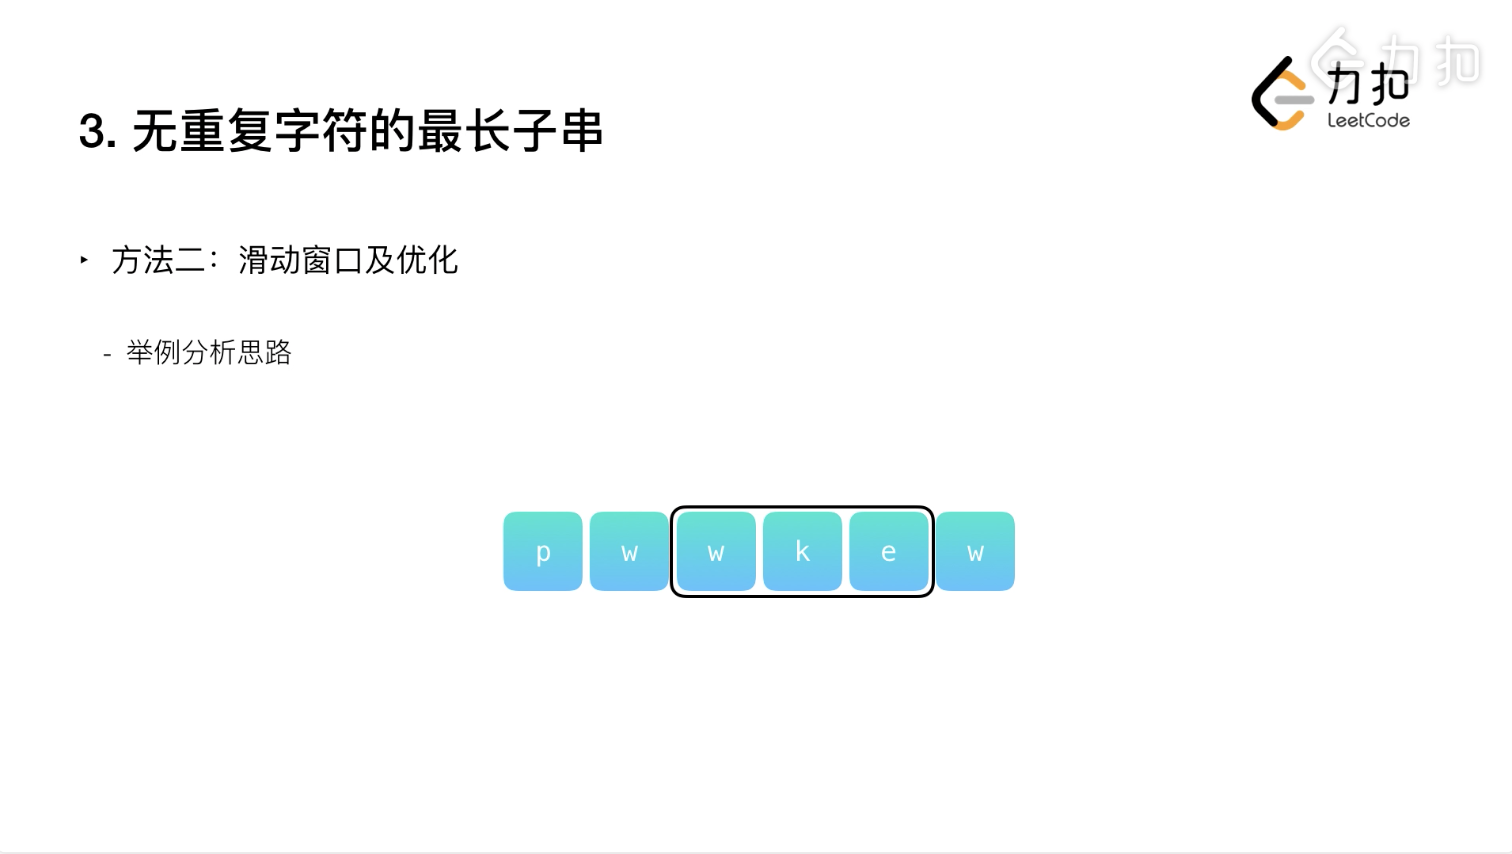 力扣
力扣
LeetCode
3. 无重复字符的最长子串
‣ 方法二：滑动窗口及优化
- 举例分析思路
p w w k e w